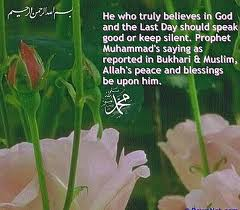 بسم الله الرحمن الرحيم
He who truly believes in God
and the Last Day should speak
good or keep silent. Prophet
Muhammad's saying as
reported in Bukhari & Muslim,
Allah's peace and blessings
be upon him.
محمد